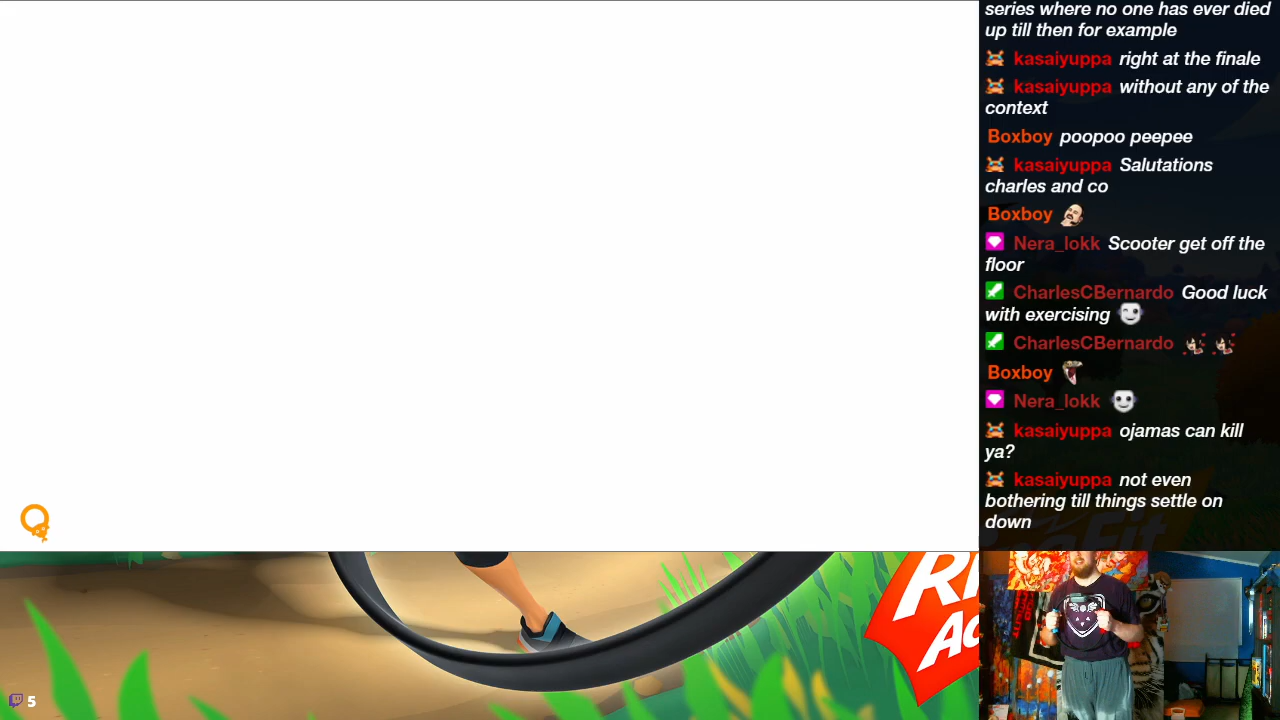 series where no one has ever died
up till then for example
kasaiyuppa right at the finale
kasaiyuppa without any of the
context
Boxboy poopoo peepee
kasaiyuppa Salutations
charles and co
Boxboy
Nera_lokk Scooter get off the
floor
CharlesCBernardo Good luck
with exercising
CharlesCBernardo
Boxboy
Nera_lokk
kasaiyuppa ojamas can kill
ya?
kasaiyuppa not even
bothering till things settle on
down
5